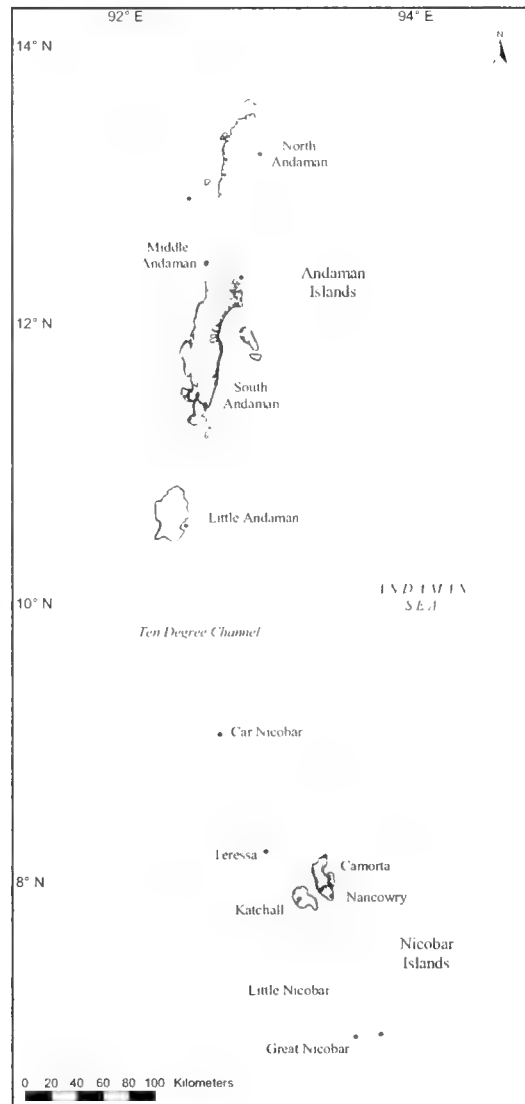 92° E 94° E
14° N
N
North
Andaman
Middle
Andaman
Andaman
Islands
12° N
South
Andaman
Little Andaman
ANDAMAN
SEA
10° N
Ten Degree Channel
Car Nicobar
Teressa
Camorta
8° N
Nancowry
Katchall
Nicobar
Islands
Little Nicobar
Great Nicobar
0 20 40 60 80 100 Kilometers